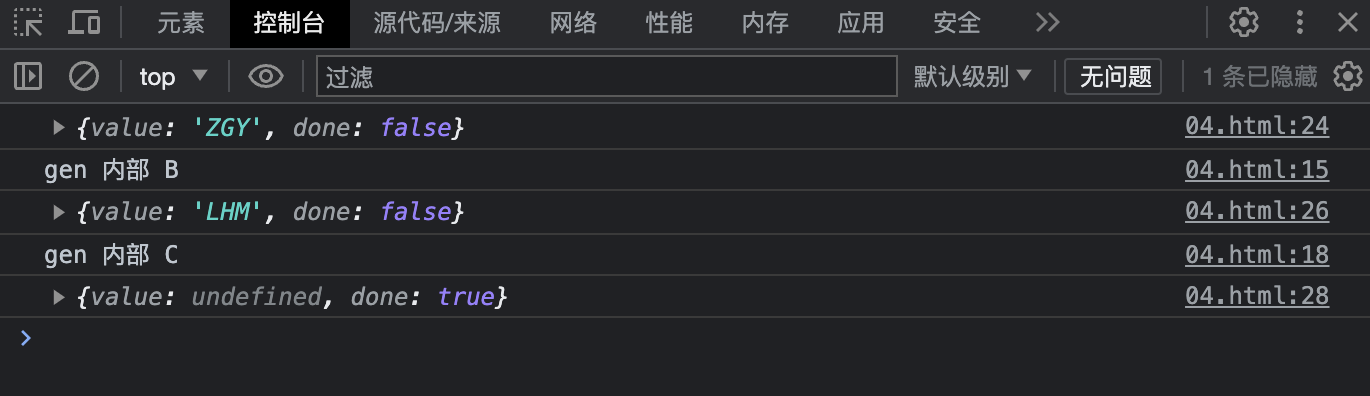 元素 控制台 源代码/来源 网络 性能 内存 应用 安全
top 过滤 默认级别 无问题 1 条已隐藏
{value: 'ZGY', done: false} 04.html:24
gen 内部 B 04.html:15
{value: 'LHM', done: false} 04.html:26
gen 内部 C 04.html:18
{value: undefined, done: true} 04.html:28